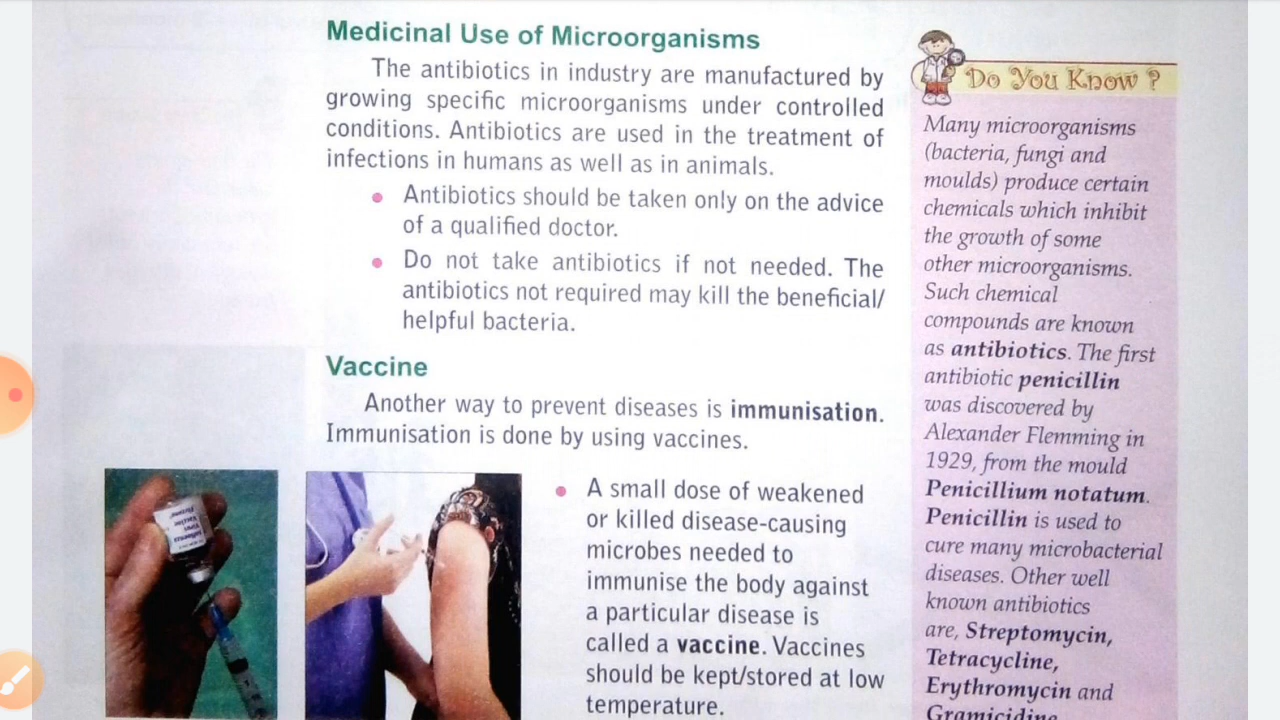 Medicinal Use of Microorganisms
The antibiotics in industry are manufactured by
growing specific microorganisms under controlled
conditions. Antibiotics are used in the treatment of
infections in humans as well as in animals.
• Antibiotics should be taken only on the advice
of a qualified doctor.
• Do not take antibiotics if not needed. The
antibiotics not required may kill the beneficial/
helpful bacteria.
Vaccine
Another way to prevent diseases is immunisation.
Immunisation is done by using vaccines.
• A small dose of weakened
or killed disease-causing
microbes needed to
immunise the body against
a particular disease is
called a vaccine. Vaccines
should be kept/stored at low
temperature.
Do You Know ?
Many microorganisms
(bacteria, fungi and
moulds) produce certain
chemicals which inhibit
the growth of some
other microorganisms.
Such chemical
compounds are known
as antibiotics. The first
antibiotic penicillin
was discovered by
Alexander Flemming in
1929, from the mould
Penicillium notatum.
Penicillin is used to
cure many microbacterial
diseases. Other well
known antibiotics
are, Streptomycin,
Tetracycline,
Erythromycin and
Gramicidine